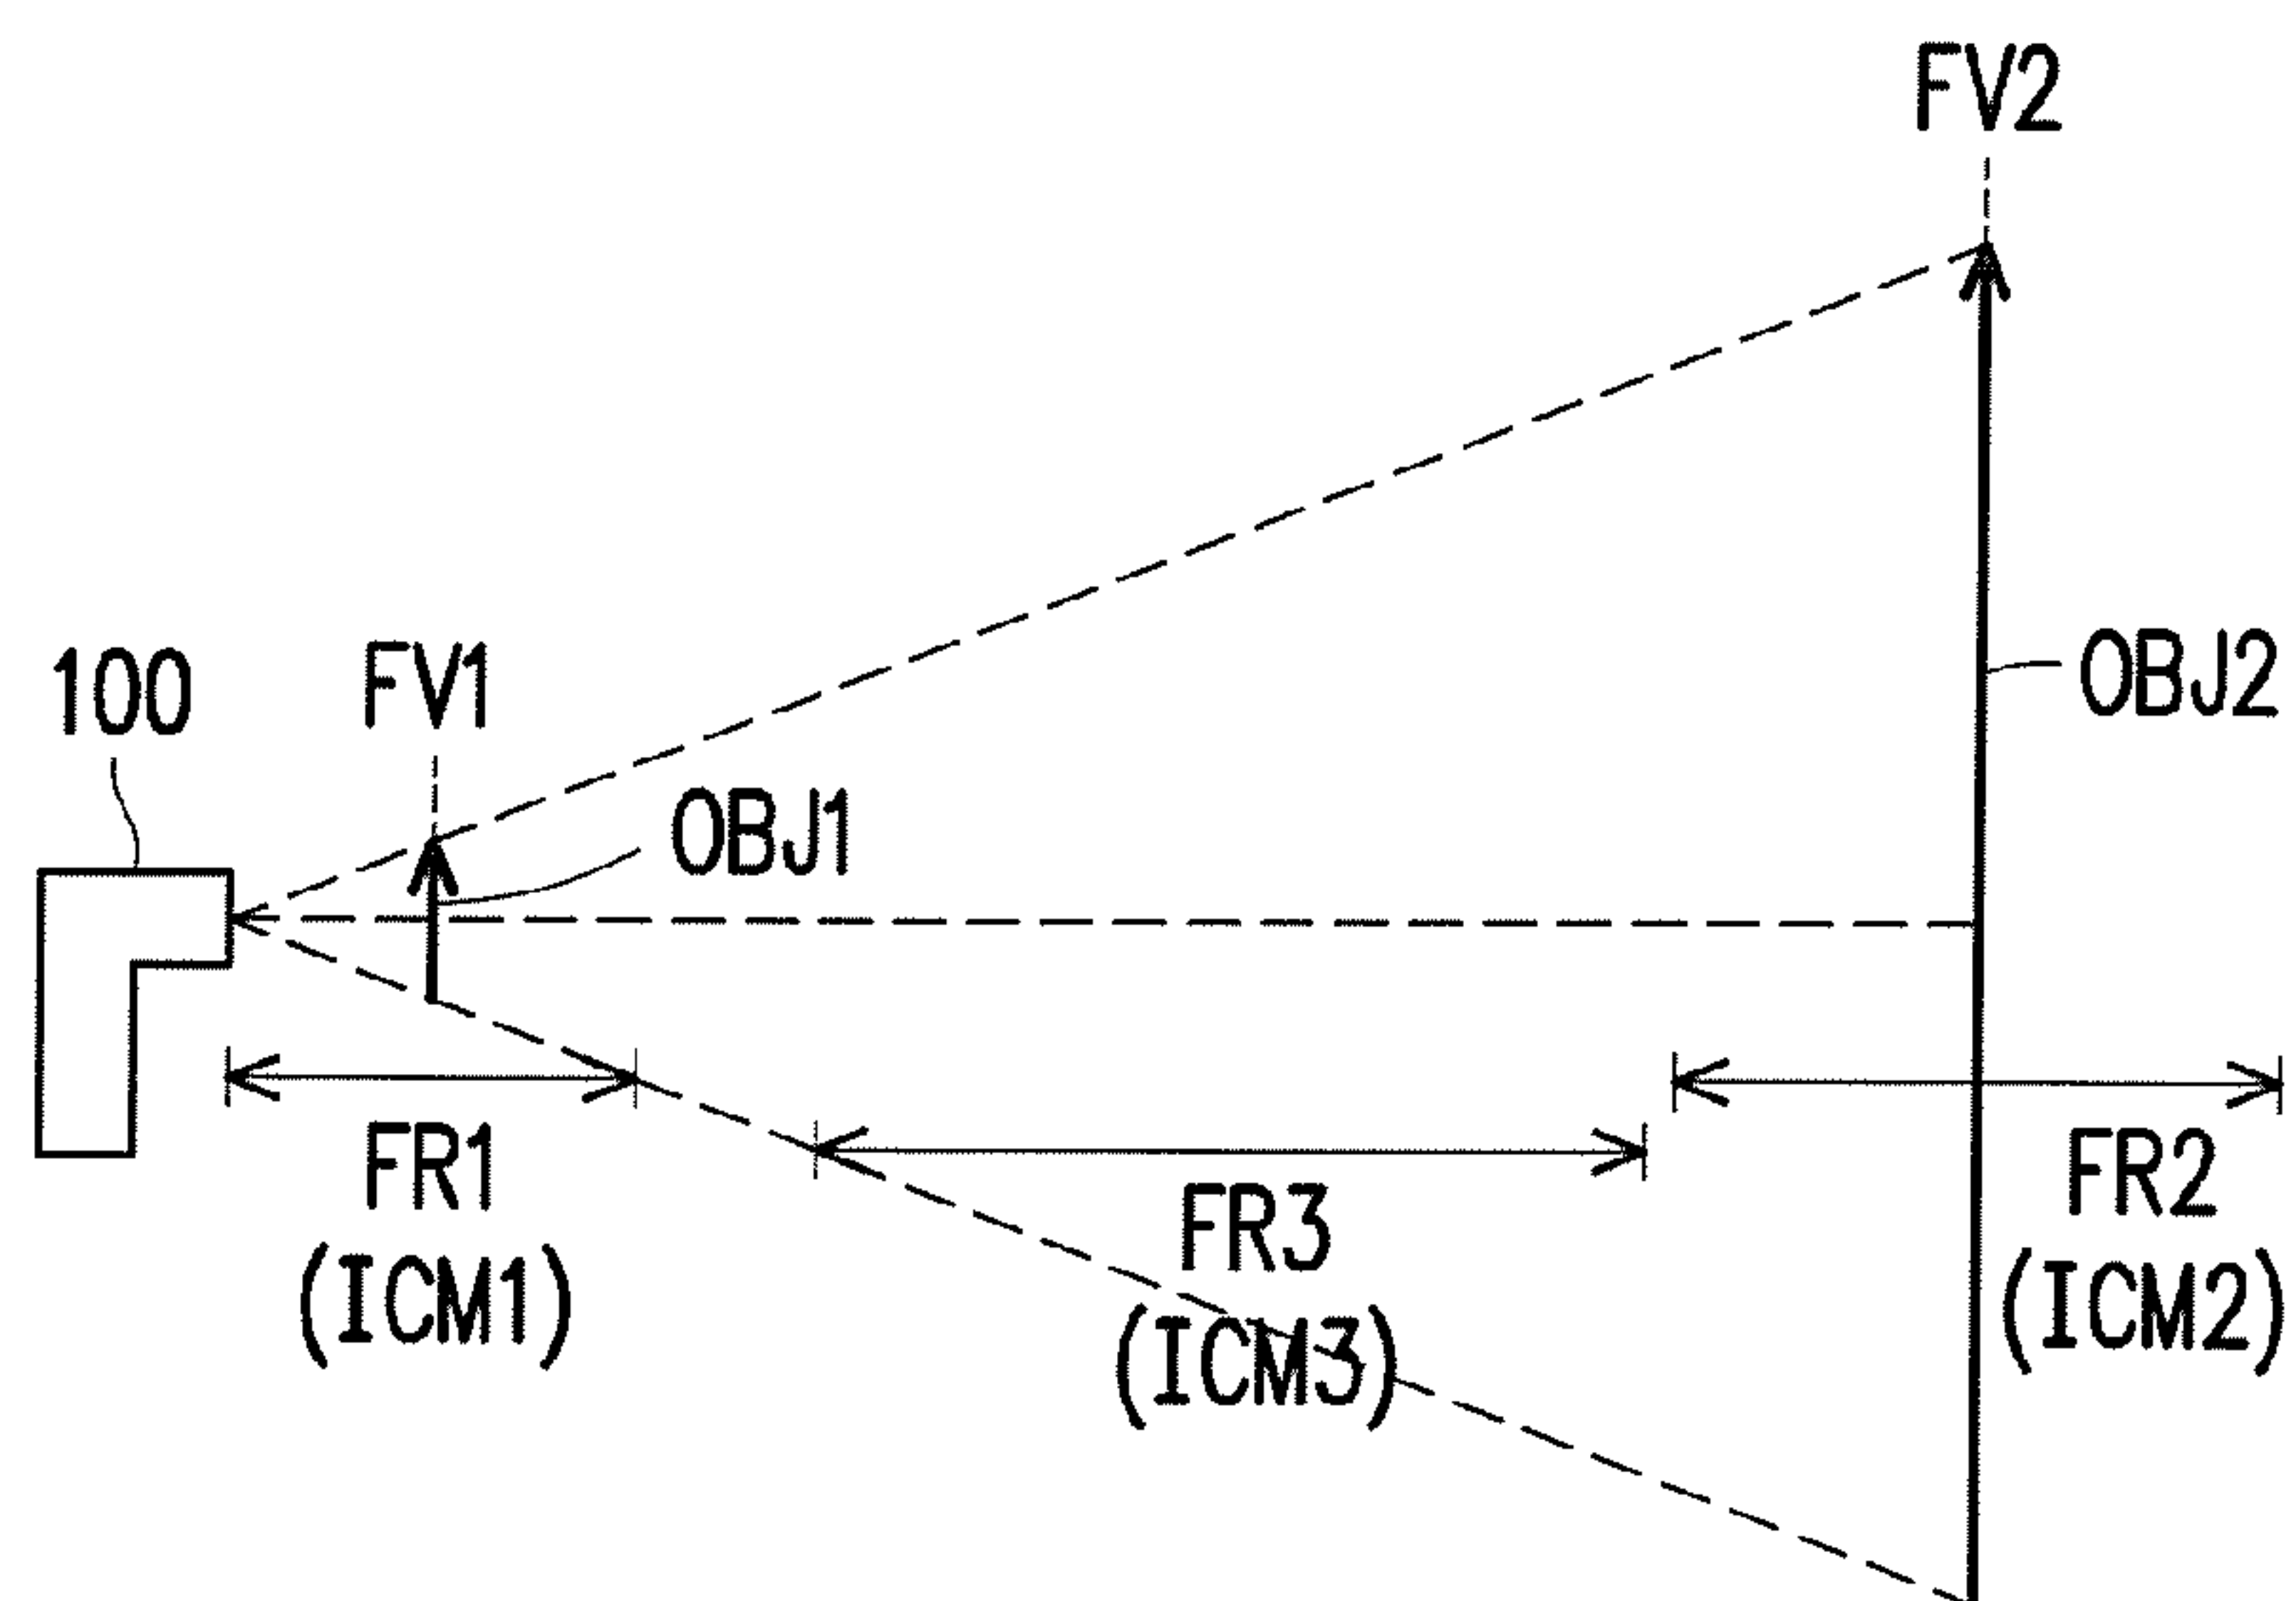 FV2
100
FV1
OBJ1
OBJ2
FR1
(ICM1)
FR3
(ICM3)
FR2
(ICM2)